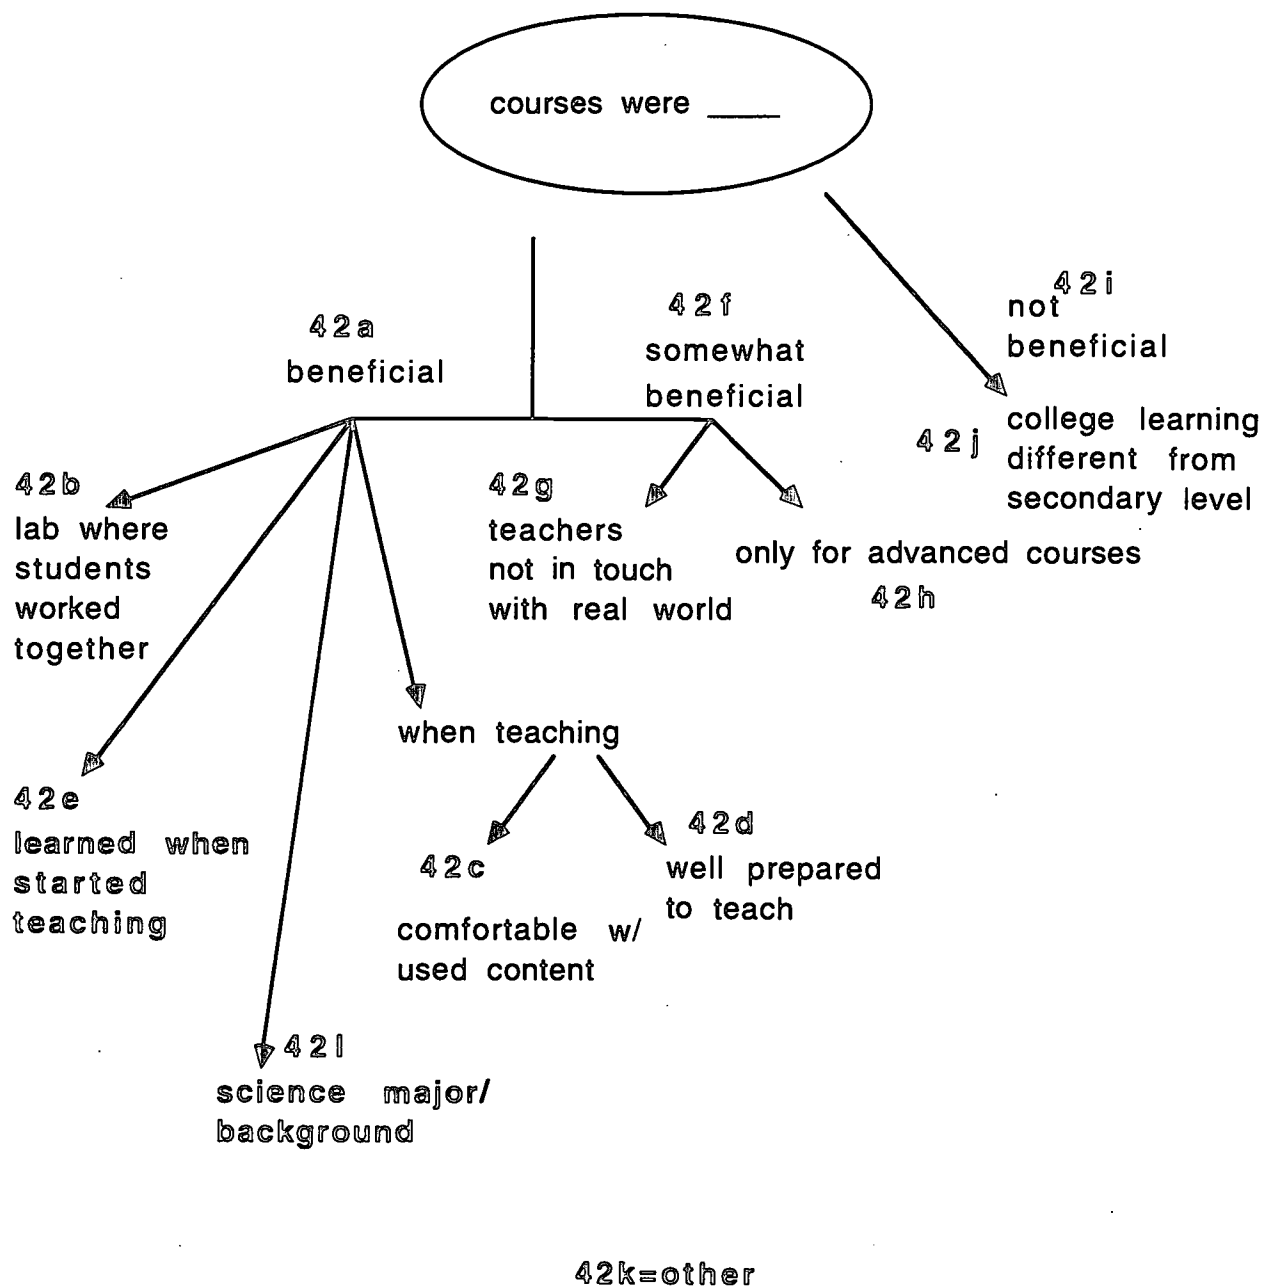 courses were ____
42a
beneficial
42f
somewhat
beneficial
42i
not
beneficial
42j
college learning
different from
secondary level
42b
lab where
students
worked
together
42g
teachers
not in touch
with real world
only for advanced courses
42h
when teaching
42e
learned when
started
teaching
42c
comfortable w/
used content
42d
well prepared
to teach
42l
science major/
background
42k=other